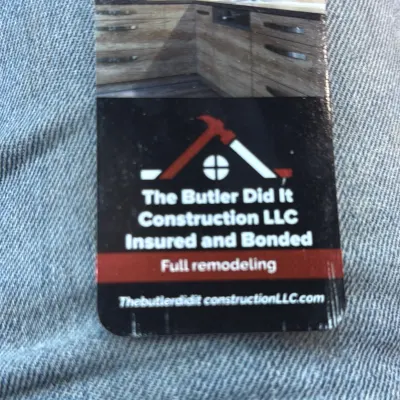 The Butler Did It
Construction LLC
Insured and Bonded
Full remodeling
Thebutlerdidit constructionLLC.com